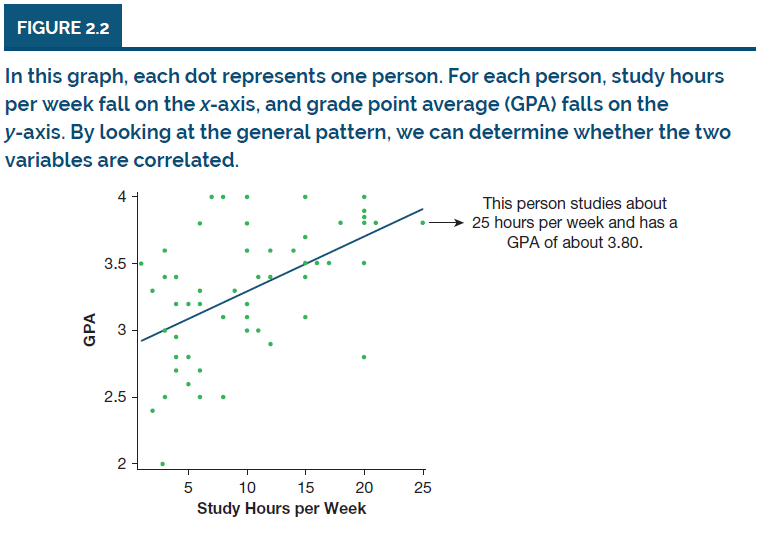 FIGURE 2.2
In this graph, each dot represents one person. For each person, study hours
per week fall on the x-axis, and grade point average (GPA) falls on the
y-axis. By looking at the general pattern, we can determine whether the two
variables are correlated.
4
3.5
3
2.5
2
GPA
5 10 15 20 25
Study Hours per Week
This person studies about
25 hours per week and has a
GPA of about 3.80.